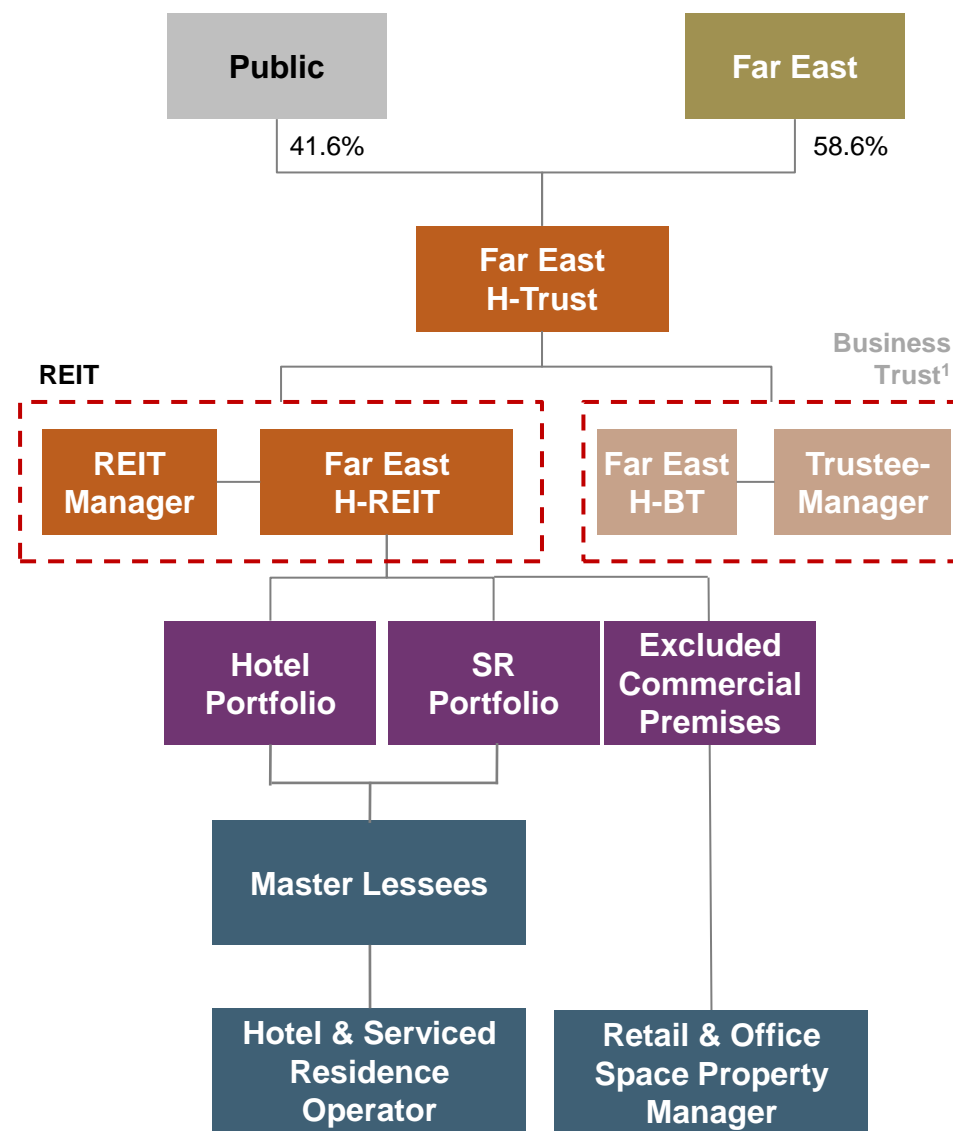 Public
Far East
41.6%
58.6%
Far East
H-Trust
REIT
Business
Trust¹
REIT
Manager
Far East
H-REIT
Far East
H-BT
Trustee-
Manager
Hotel
Portfolio
SR
Portfolio
Excluded
Commercial
Premises
Master Lessees
Hotel & Serviced
Residence
Operator
Retail & Office
Space Property
Manager